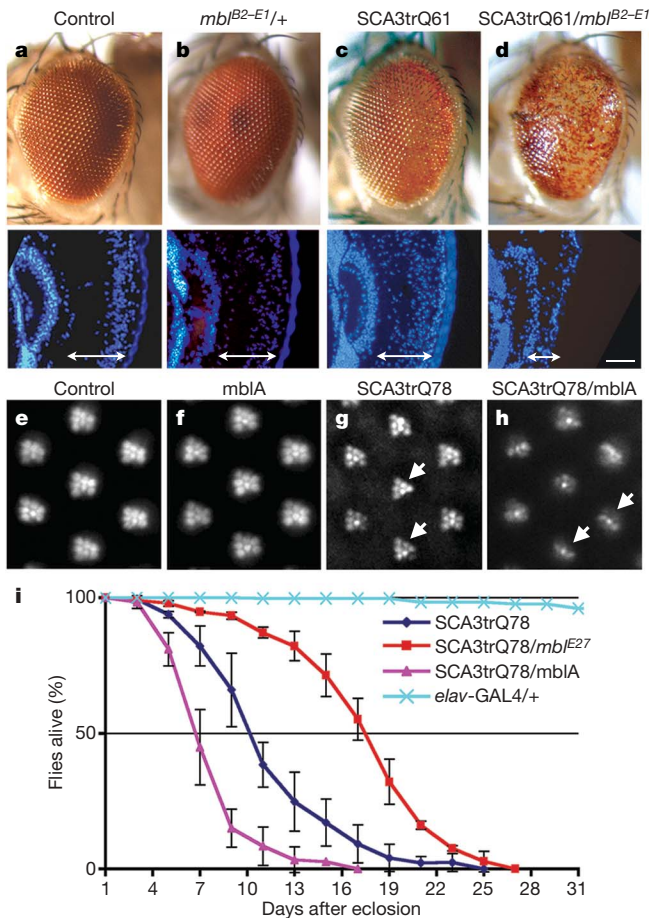 Control mbl^B2–E1/+ SCA3trQ61 SCA3trQ61/mbl^B2–E1
a b c d
Control mblA SCA3trQ78 SCA3trQ78/mblA
e f g h
i
100
50
0
Flies alive (%)
SCA3trQ78
SCA3trQ78/mbl^E27
SCA3trQ78/mblA
elav-GAL4/+
1 4 7 10 13 16 19 22 25 28 31
Days after eclosion